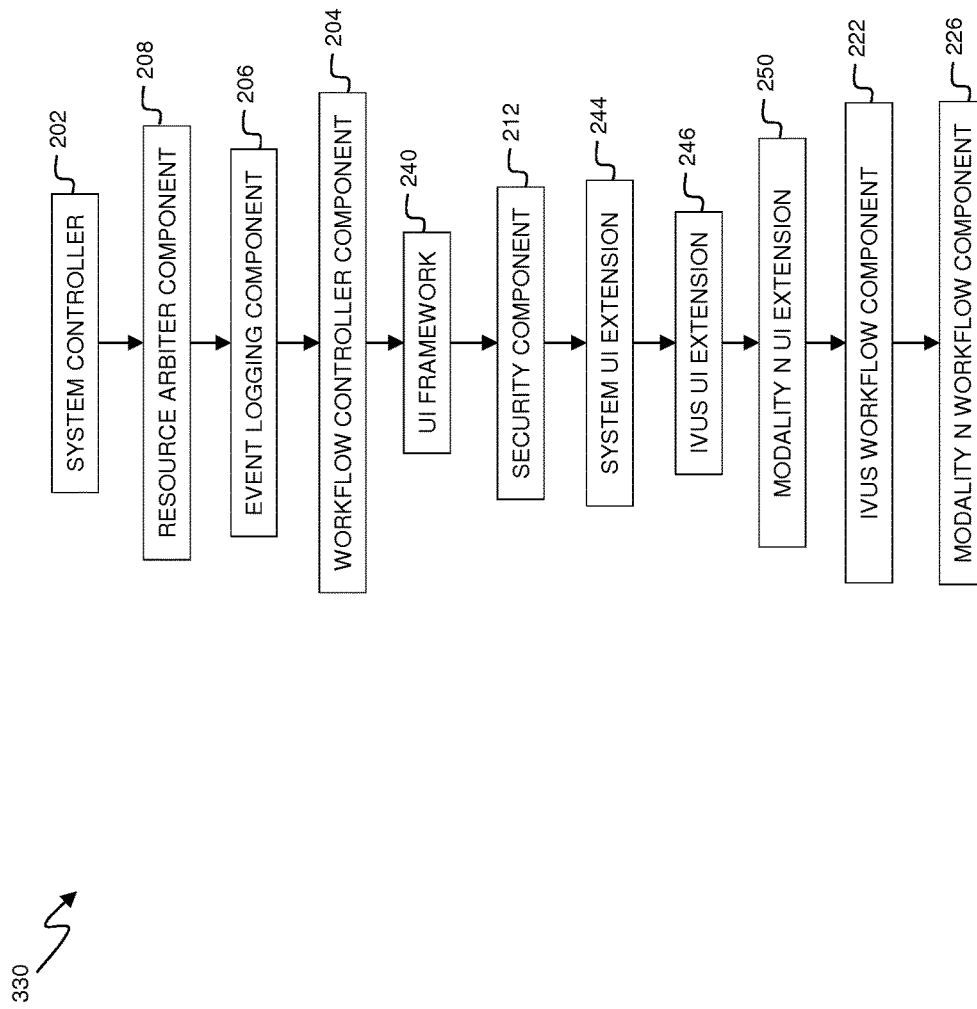 330
SYSTEM CONTROLLER
202
RESOURCE ARBITER COMPONENT
208
EVENT LOGGING COMPONENT
206
WORKFLOW CONTROLLER COMPONENT
204
UI FRAMEWORK
240
SECURITY COMPONENT
212
SYSTEM UI EXTENSION
244
IVUS UI EXTENSION
246
MODALITY N UI EXTENSION
250
IVUS WORKFLOW COMPONENT
222
MODALITY N WORKFLOW COMPONENT
226